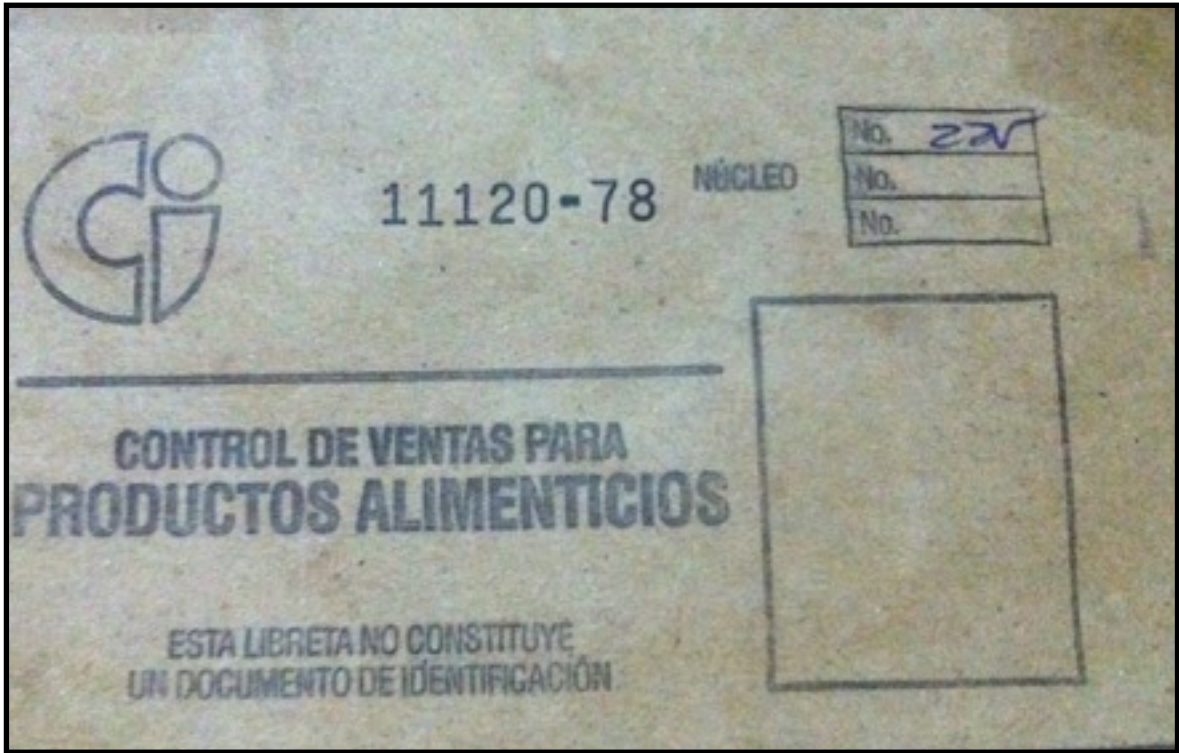 Ci
11120-78
NÚCLEO
No.
No.
No.
CONTROL DE VENTAS PARA
PRODUCTOS ALIMENTICIOS
ESTA LIBRETA NO CONSTITUYE
UN DOCUMENTO DE IDENTIFICACIÓN